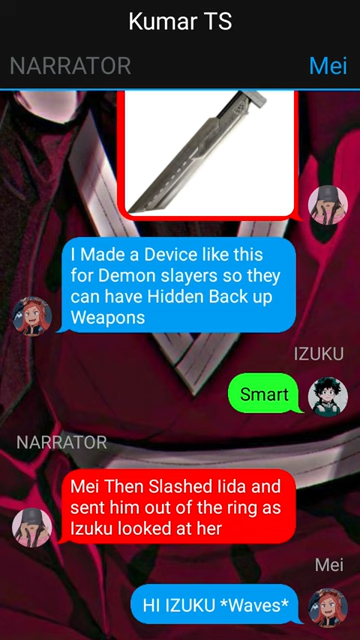 Kumar TS
NARRATOR
Mei
I Made a Device like this
for Demon slayers so they
can have Hidden Back up
Weapons
IZUKU
Smart
NARRATOR
Mei Then Slashed Iida and
sent him out of the ring as
Izuku looked at her
Mei
HI IZUKU *Waves*